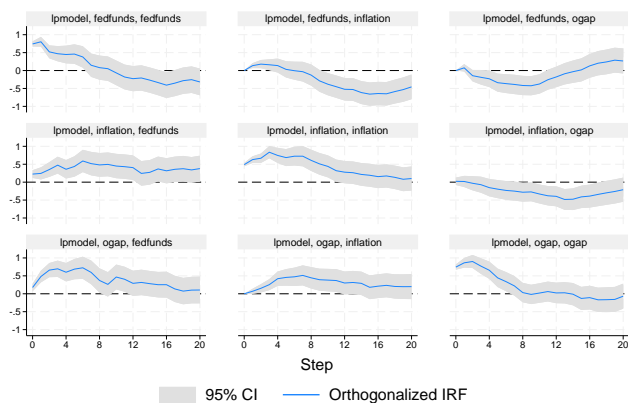 lpmodel, fedfunds, fedfunds
lpmodel, fedfunds, inflation
lpmodel, fedfunds, ogap
1
.5
0
-.5
-1
lpmodel, inflation, fedfunds
lpmodel, inflation, inflation
lpmodel, inflation, ogap
1
.5
0
-.5
-1
lpmodel, ogap, fedfunds
lpmodel, ogap, inflation
lpmodel, ogap, ogap
1
.5
0
-.5
-1
0 4 8 12 16 20
0 4 8 12 16 20
0 4 8 12 16 20
Step
95% CI
Orthogonalized IRF